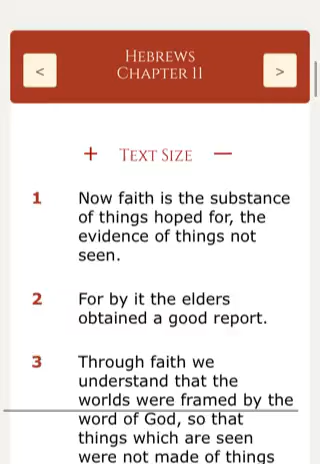 Hebrews
Chapter 11
<
>
+ Text Size −
1 Now faith is the substance
of things hoped for, the
evidence of things not
seen.
2 For by it the elders
obtained a good report.
3 Through faith we
understand that the
worlds were framed by the
word of God, so that
things which are seen
were not made of things